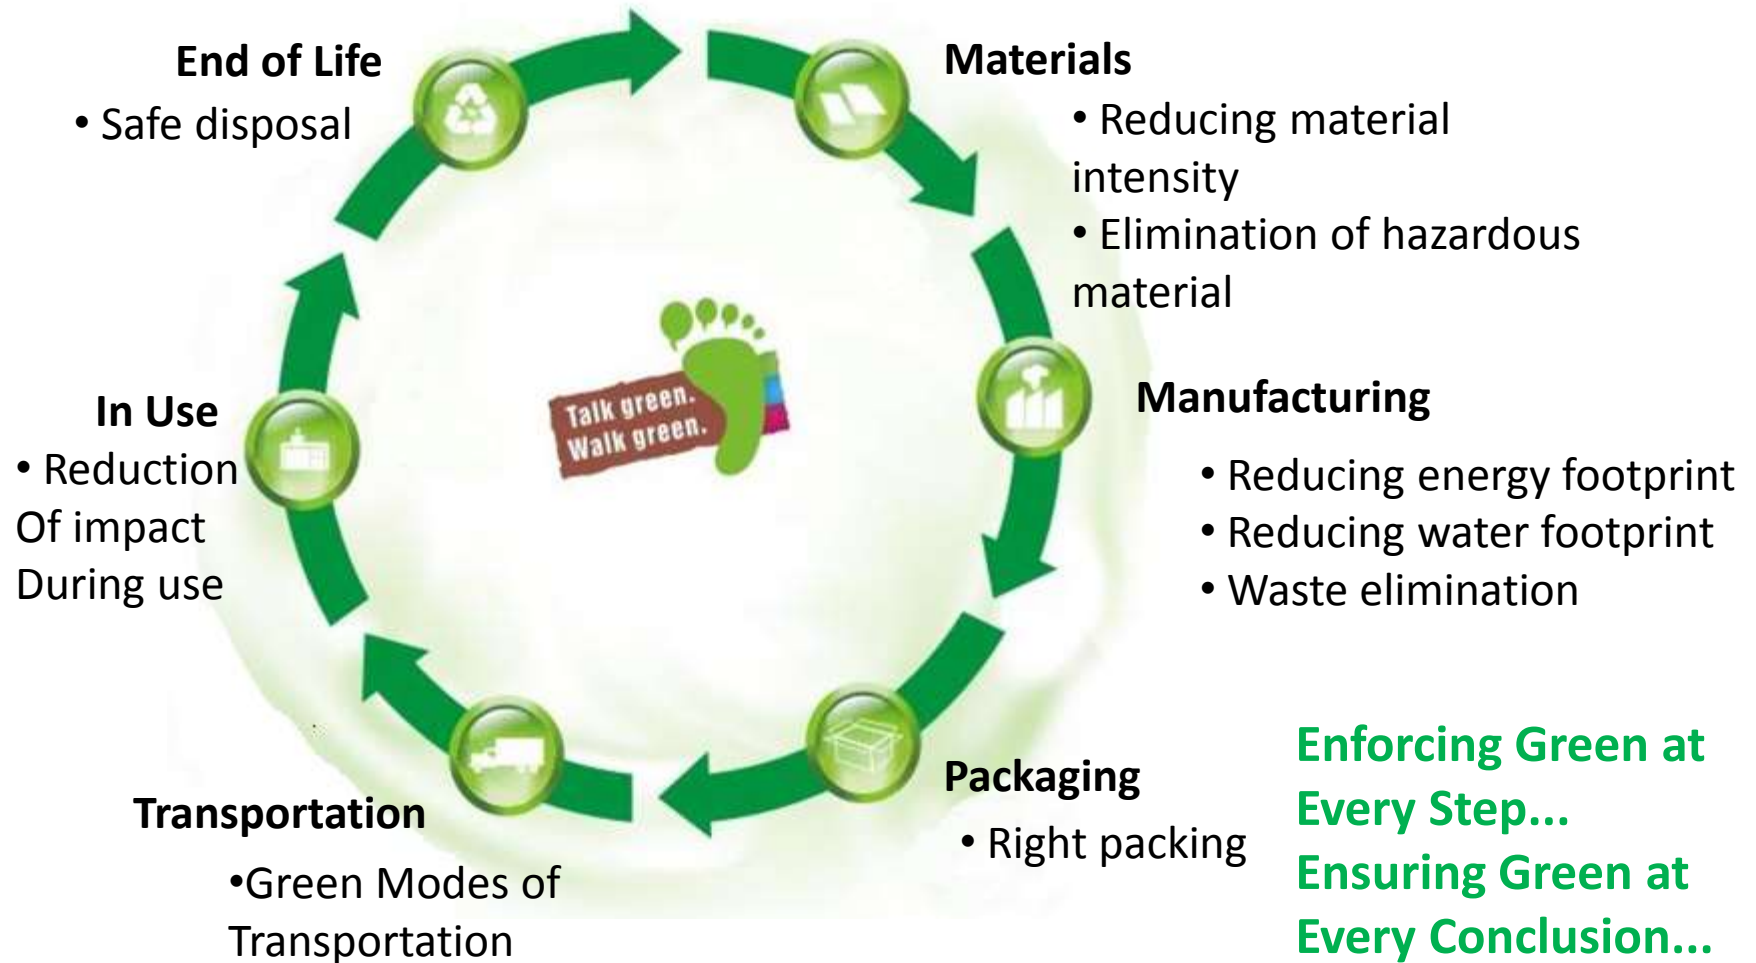 End of Life
• Safe disposal
Materials
• Reducing material
intensity
• Elimination of hazardous
material
Manufacturing
• Reducing energy footprint
• Reducing water footprint
• Waste elimination
Packaging
• Right packing
Transportation
•Green Modes of
Transportation
In Use
• Reduction
Of impact
During use
Talk green.
Walk green.
Enforcing Green at
Every Step...
Ensuring Green at
Every Conclusion...